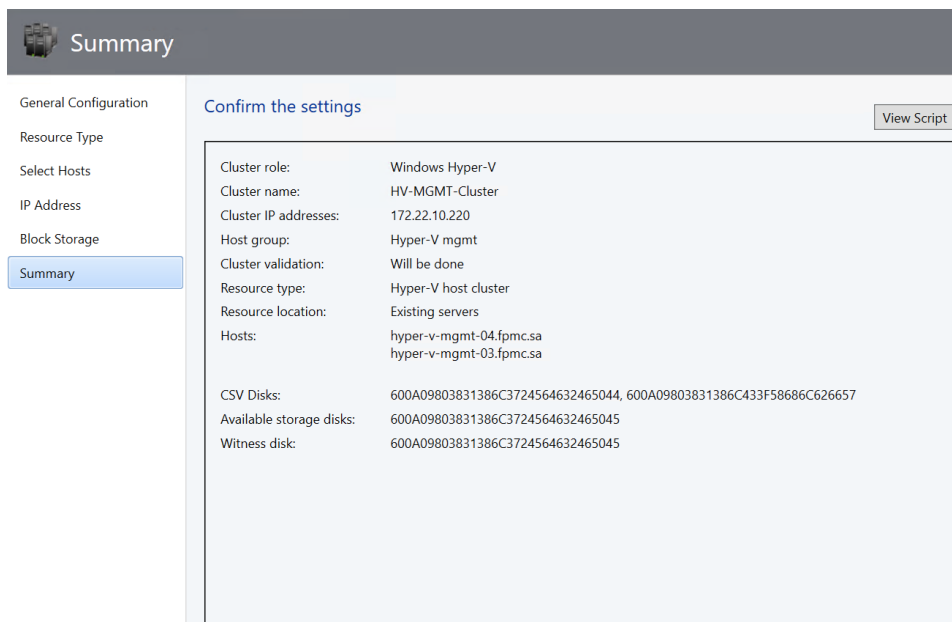 Summary
General Configuration
Resource Type
Select Hosts
IP Address
Block Storage
Summary
Confirm the settings
View Script
Cluster role: Windows Hyper-V
Cluster name: HV-MGMT-Cluster
Cluster IP addresses: 172.22.10.220
Host group: Hyper-V mgmt
Cluster validation: Will be done
Resource type: Hyper-V host cluster
Resource location: Existing servers
Hosts: hyper-v-mgmt-04.fpmc.sa
hyper-v-mgmt-03.fpmc.sa
CSV Disks: 600A09803831386C3724564632465044, 600A09803831386C433F58686C626657
Available storage disks: 600A09803831386C3724564632465045
Witness disk: 600A09803831386C3724564632465045